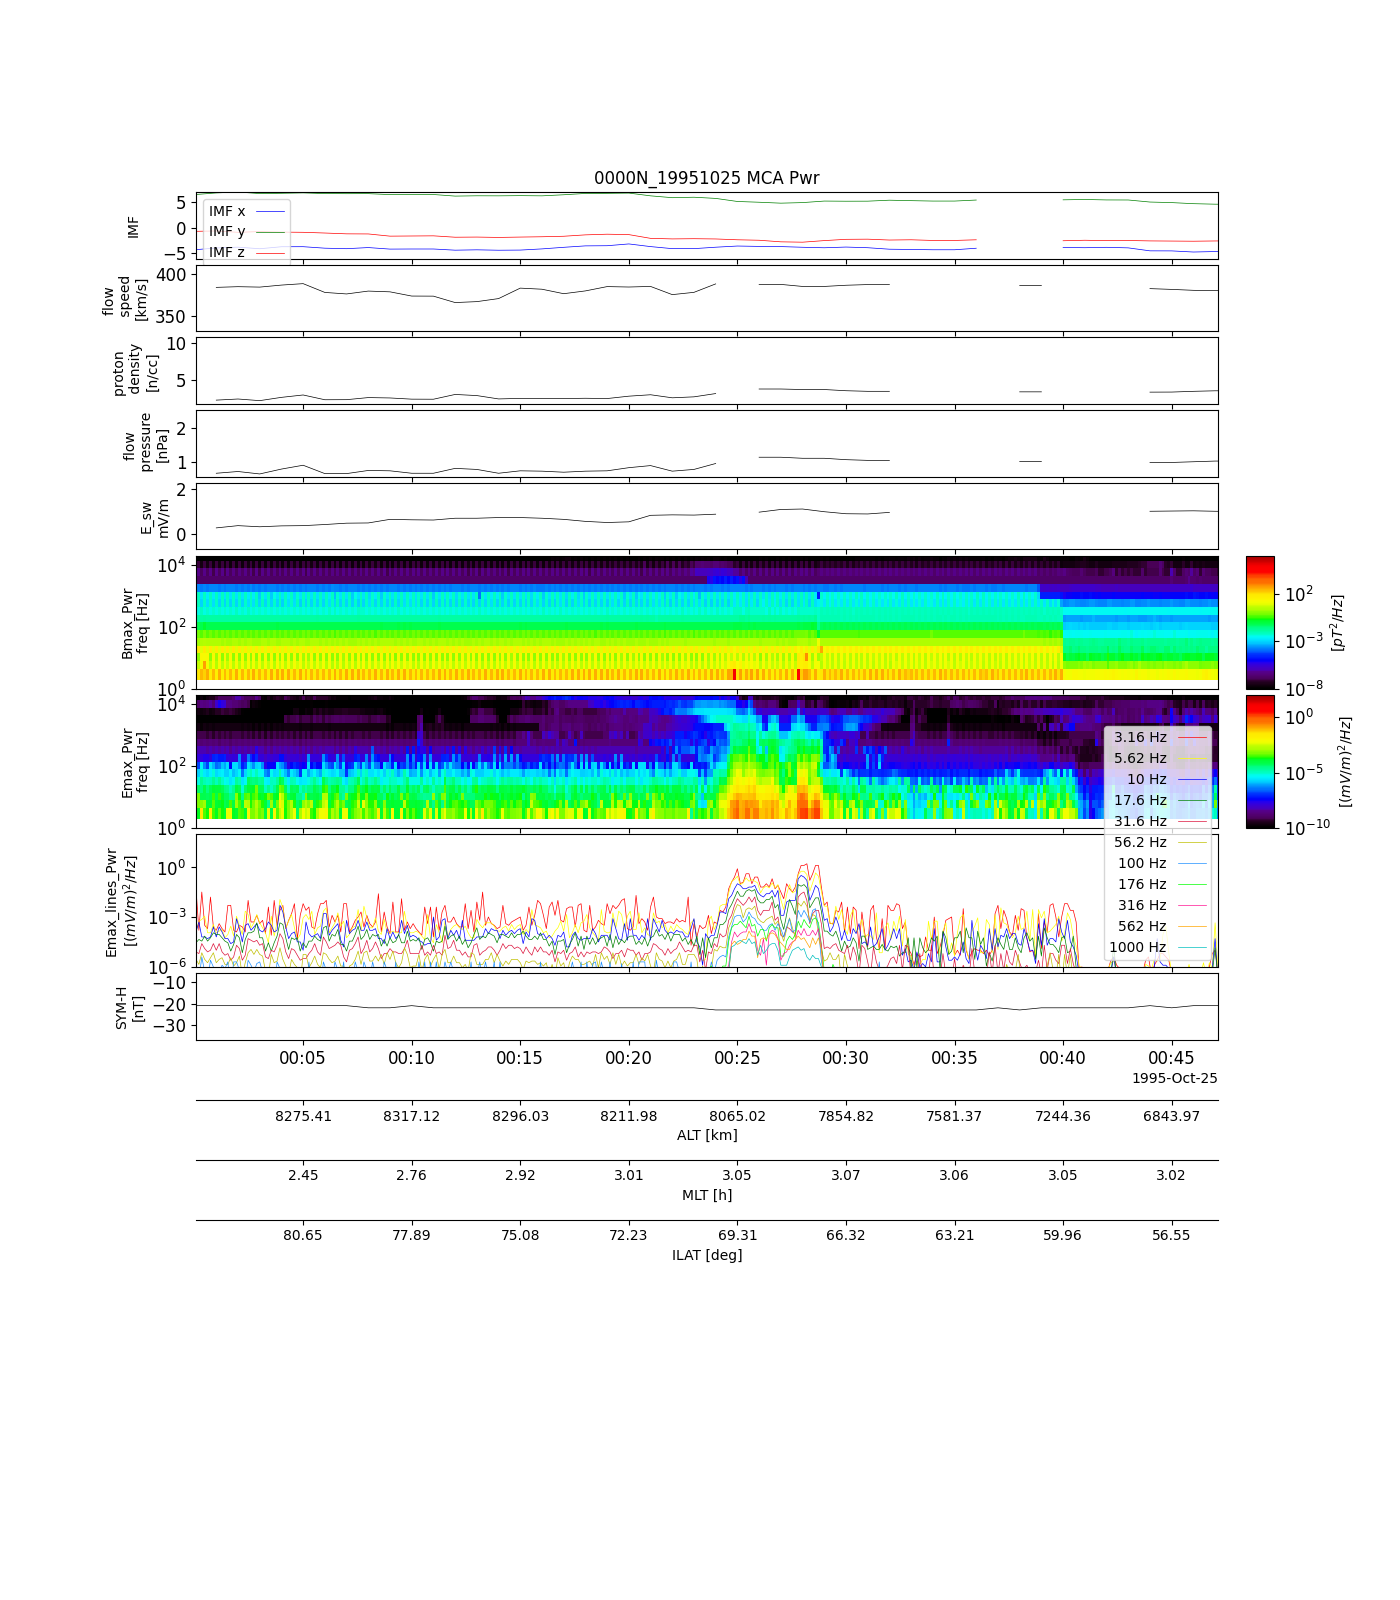 0000N_19951025 MCA Pwr
IMF
5
0
−5
IMF x
IMF y
IMF z
flow
speed
[km/s]
400
350
proton
density
[n/cc]
10
5
flow
pressure
[nPa]
2
1
E_sw
mV/m
2
0
Bmax_Pwr
freq [Hz]
10^4
10^2
10^0
10^2
10^−3
10^−8
[pT^2/Hz]
Emax_Pwr
freq [Hz]
10^4
10^2
10^0
10^0
10^−5
10^−10
[(mV/m)^2/Hz]
3.16 Hz
5.62 Hz
10 Hz
17.6 Hz
31.6 Hz
56.2 Hz
100 Hz
176 Hz
316 Hz
562 Hz
1000 Hz
Emax_lines_Pwr
[(mV/m)^2/Hz]
10^0
10^−3
10^−6
SYM-H
[nT]
−10
−20
−30
00:05 00:10 00:15 00:20 00:25 00:30 00:35 00:40 00:45
1995-Oct-25
8275.41 8317.12 8296.03 8211.98 8065.02 7854.82 7581.37 7244.36 6843.97
ALT [km]
2.45 2.76 2.92 3.01 3.05 3.07 3.06 3.05 3.02
MLT [h]
80.65 77.89 75.08 72.23 69.31 66.32 63.21 59.96 56.55
ILAT [deg]